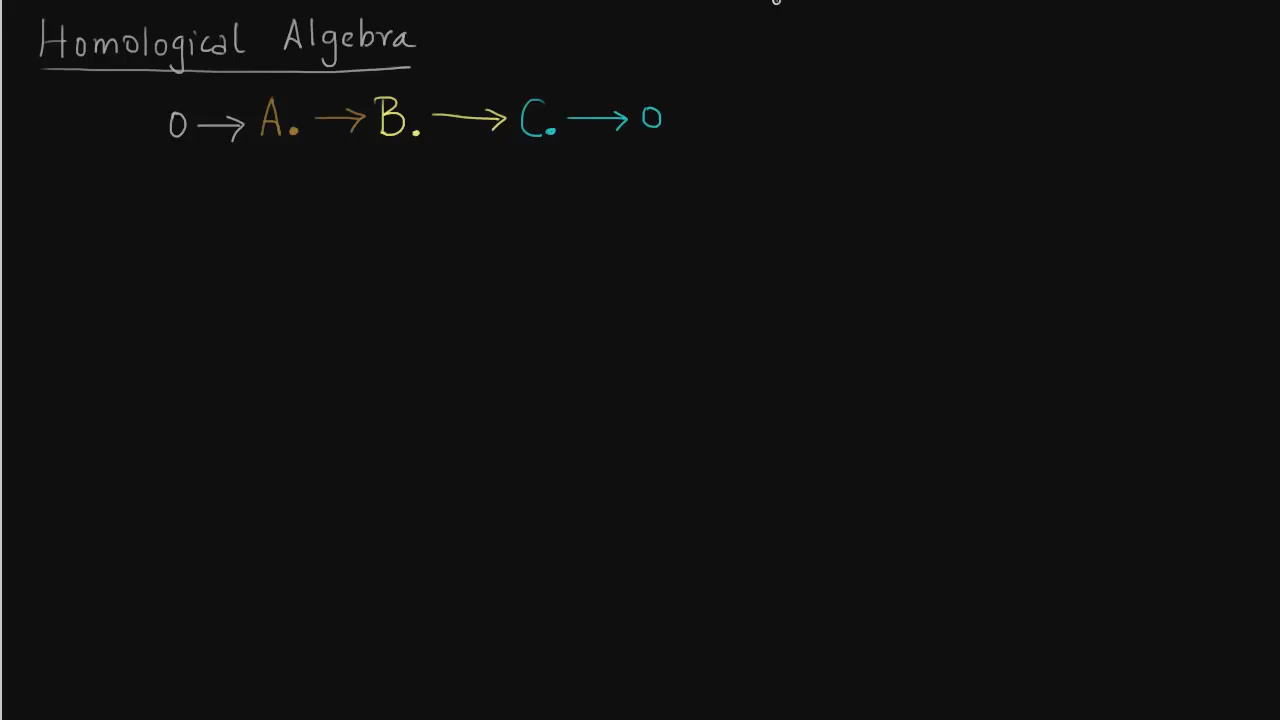 Homological Algebra
0 → A. → B. → C. → 0